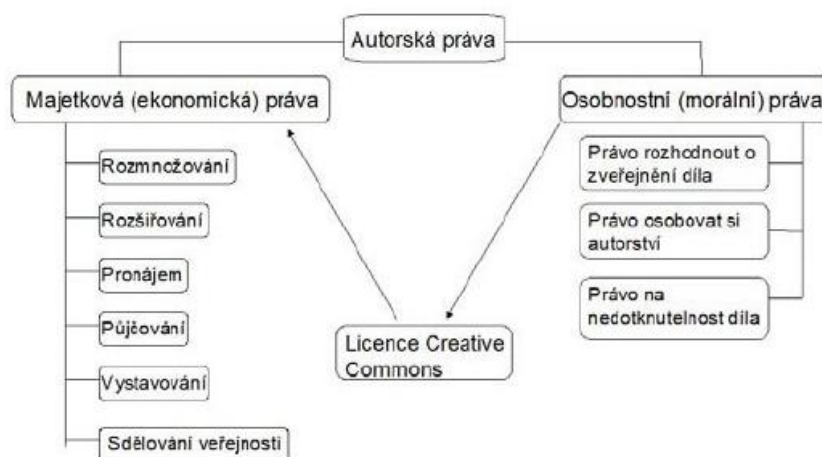 Autorská práva
Majetková (ekonomická) práva
Rozmnožování
Rozšiřování
Pronájem
Půjčování
Vystavování
Sdělování veřejnosti
Licence Creative
Commons
Osobnostní (morální) práva
Právo rozhodnout o
zveřejnění díla
Právo osobovat si
autorství
Právo na
nedotknutelnost díla